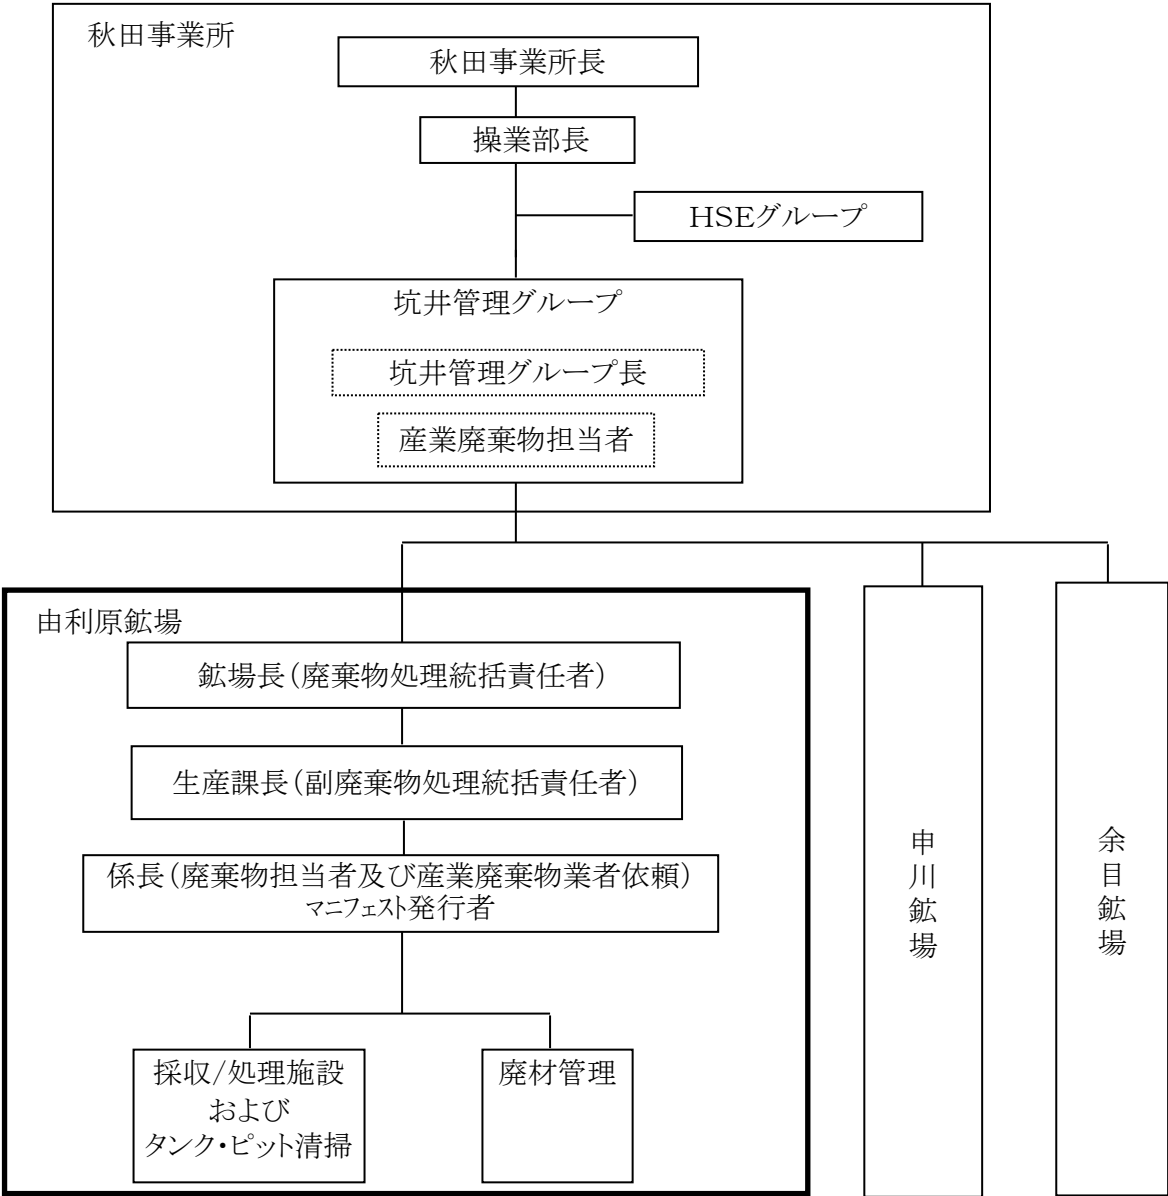 秋田事業所
秋田事業所長
操業部長
HSEグループ
坑井管理グループ
坑井管理グループ長
産業廃棄物担当者
由利原鉱場
鉱場長(廃棄物処理統括責任者)
生産課長(副廃棄物処理統括責任者)
係長(廃棄物担当者及び産業廃棄物業者依頼)
マニフェスト発行者
採収/処理施設
および
タンク・ピット清掃
廃材管理
申川鉱場
余目鉱場